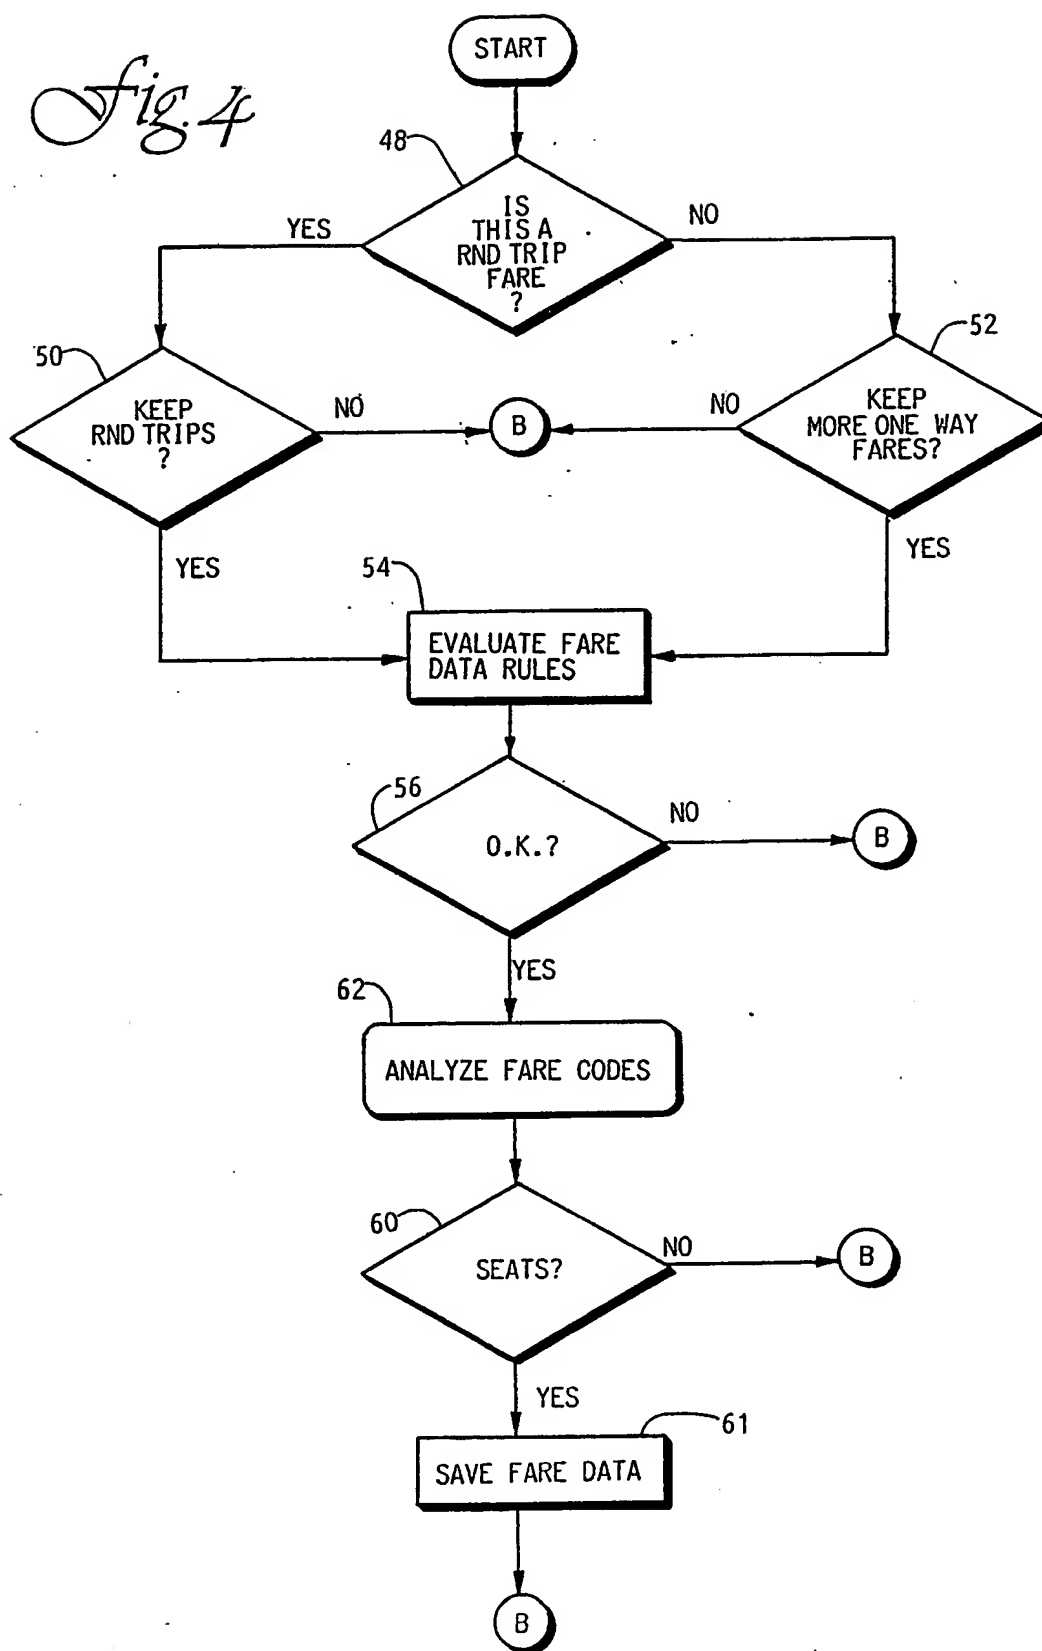 Fig. 4
START
48
IS
THIS A
RND TRIP
FARE
?
YES
NO
50
KEEP
RND TRIPS
?
NO
B
NO
52
KEEP
MORE ONE WAY
FARES?
YES
YES
54
EVALUATE FARE
DATA RULES
56
O.K.?
NO
B
YES
62
ANALYZE FARE CODES
60
SEATS?
NO
B
YES
61
SAVE FARE DATA
B